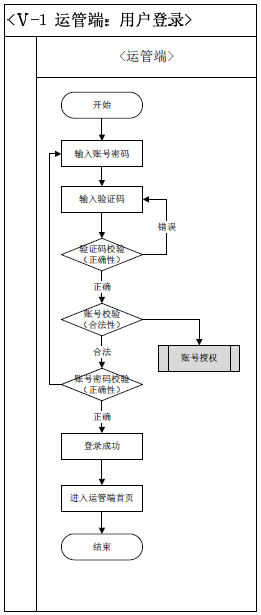 <V-1 运管端：用户登录>
<运管端>
开始
输入账号密码
输入验证码
错误
验证码校验
（正确性）
正确
账号校验
（合法性）
账号授权
合法
账号密码校验
（正确性）
正确
登录成功
进入运管端首页
结束